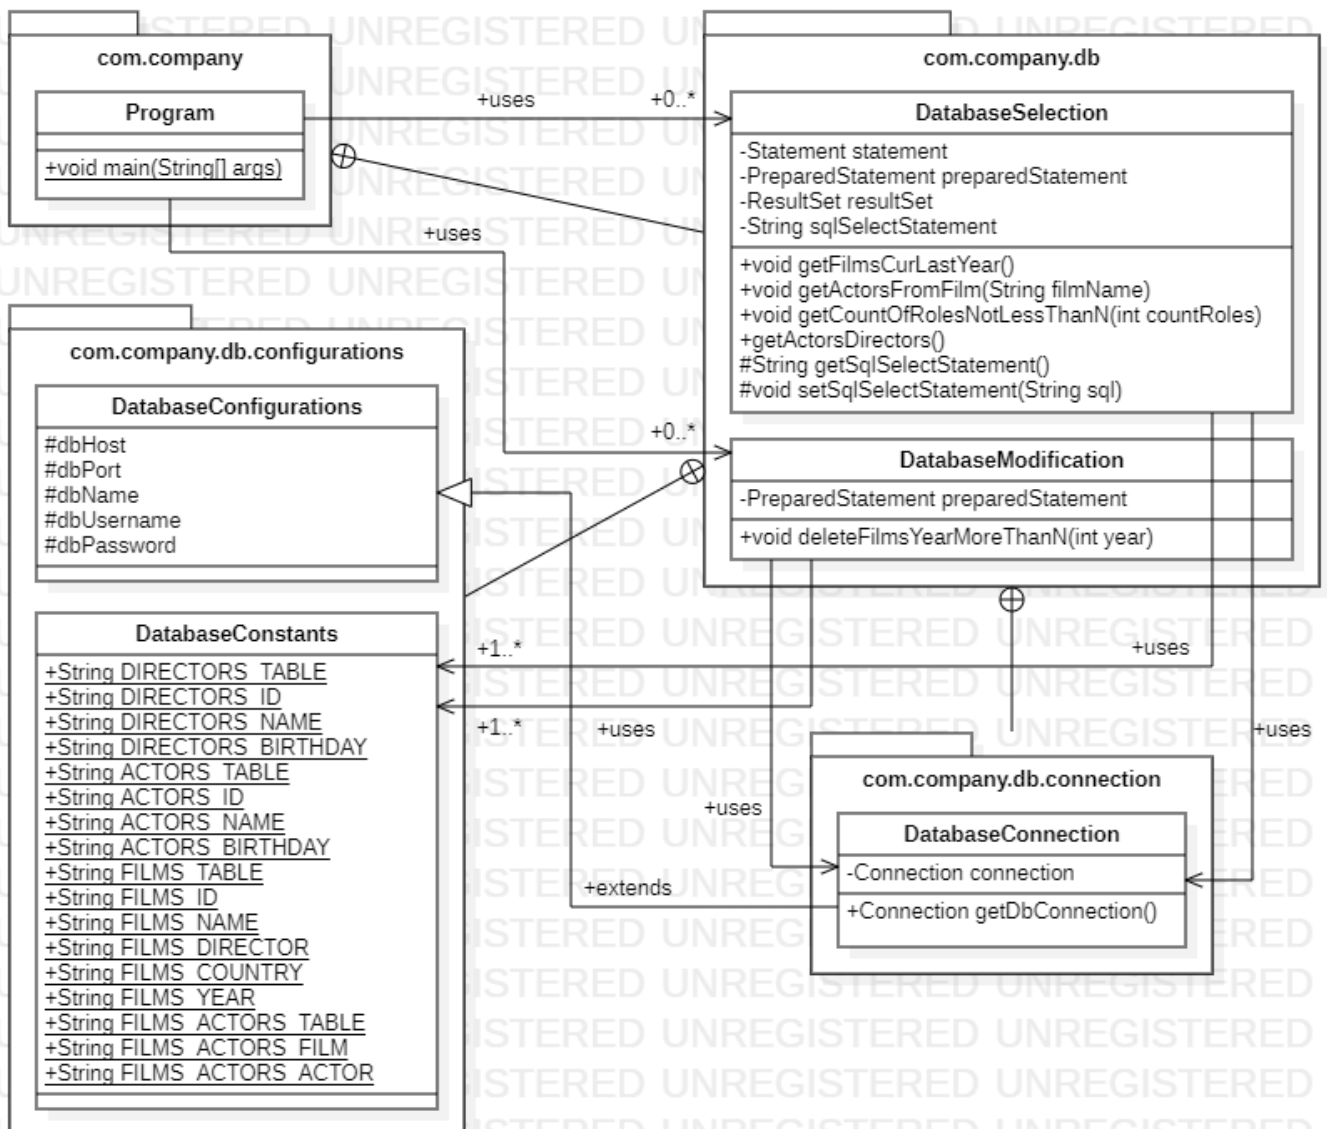 com.company
Program
+void main(String[] args)
+uses
+0..*
+uses
+0..*
com.company.db
DatabaseSelection
-Statement statement
-PreparedStatement preparedStatement
-ResultSet resultSet
-String sqlSelectStatement
+void getFilmsCurLastYear()
+void getActorsFromFilm(String filmName)
+void getCountOfRolesNotLessThanN(int countRoles)
+getActorsDirectors()
#String getSqlSelectStatement()
#void setSqlSelectStatement(String sql)
DatabaseModification
-PreparedStatement preparedStatement
+void deleteFilmsYearMoreThanN(int year)
com.company.db.configurations
DatabaseConfigurations
#dbHost
#dbPort
#dbName
#dbUsername
#dbPassword
DatabaseConstants
+String DIRECTORS_TABLE
+String DIRECTORS_ID
+String DIRECTORS_NAME
+String DIRECTORS_BIRTHDAY
+String ACTORS_TABLE
+String ACTORS_ID
+String ACTORS_NAME
+String ACTORS_BIRTHDAY
+String FILMS_TABLE
+String FILMS_ID
+String FILMS_NAME
+String FILMS_DIRECTOR
+String FILMS_COUNTRY
+String FILMS_YEAR
+String FILMS_ACTORS_TABLE
+String FILMS_ACTORS_FILM
+String FILMS_ACTORS_ACTOR
+1..*
+uses
+1..*
+uses
+uses
+uses
+extends
com.company.db.connection
DatabaseConnection
-Connection connection
+Connection getDbConnection()
UNREGISTERED